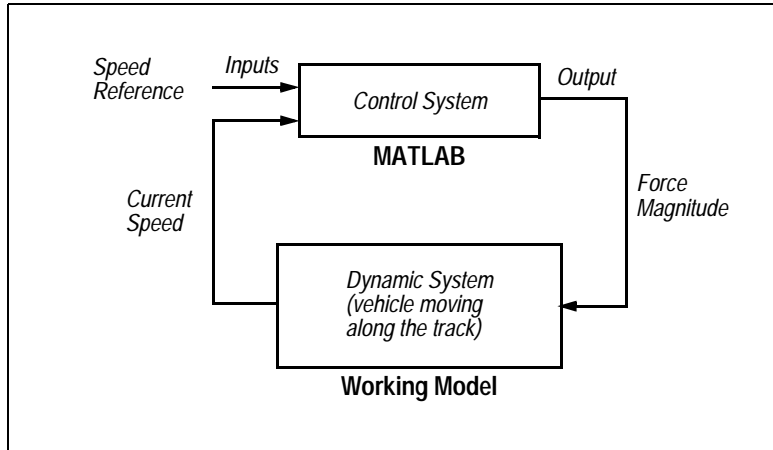 Speed
Reference
Inputs
Control System
Output
MATLAB
Current
Speed
Force
Magnitude
Dynamic System
(vehicle moving
along the track)
Working Model